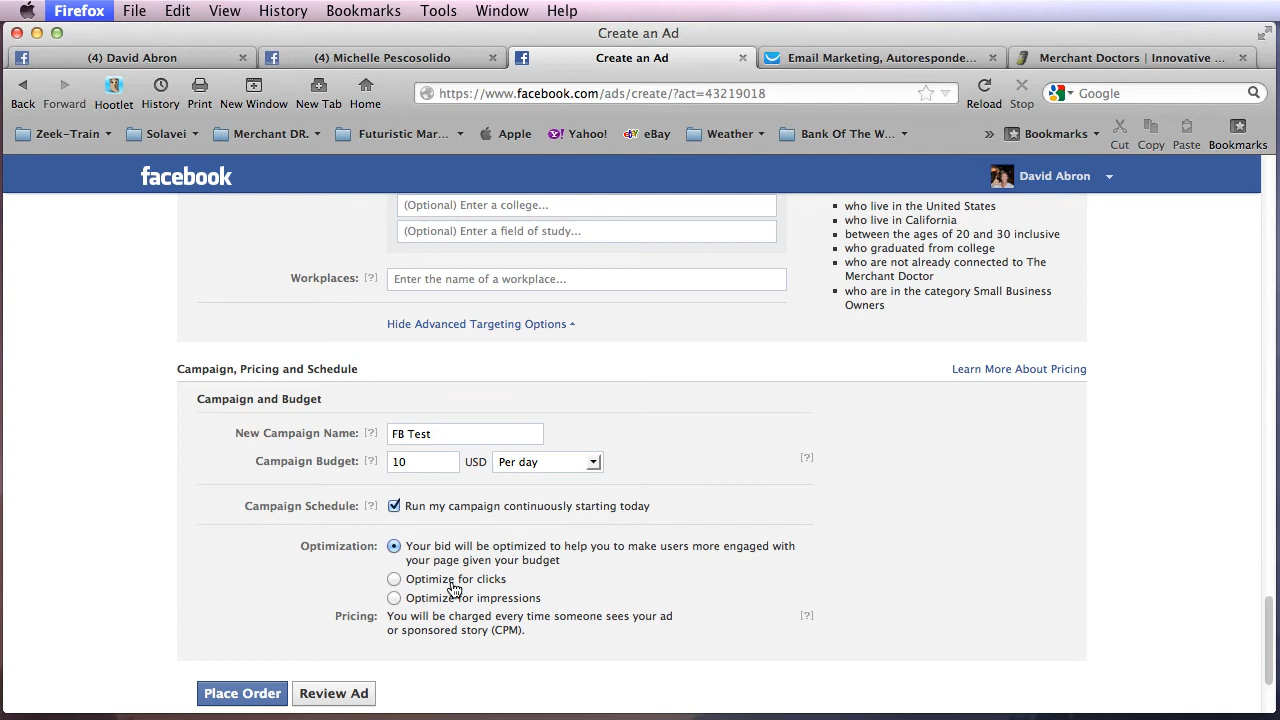 Firefox File Edit View History Bookmarks Tools Window Help
Create an Ad
(4) David Abron
(4) Michelle Pescosolido
Create an Ad
Email Marketing, Autoresponde...
Merchant Doctors | Innovative ...
Back Forward Hootlet History Print New Window New Tab Home
https://www.facebook.com/ads/create/?act=43219018
Reload Stop
Google
Zeek-Train Solavei Merchant DR. Futuristic Mar... Apple Yahoo! eBay Weather Bank Of The W... » Bookmarks Cut Copy Paste Bookmarks
facebook
David Abron
(Optional) Enter a college...
(Optional) Enter a field of study...
Workplaces: [?] Enter the name of a workplace...
Hide Advanced Targeting Options
who live in the United States
who live in California
between the ages of 20 and 30 inclusive
who graduated from college
who are not already connected to The
Merchant Doctor
who are in the category Small Business
Owners
Campaign, Pricing and Schedule
Learn More About Pricing
Campaign and Budget
New Campaign Name: [?] FB Test
Campaign Budget: [?] 10 USD Per day [?]
Campaign Schedule: [?] Run my campaign continuously starting today
Optimization: Your bid will be optimized to help you to make users more engaged with
your page given your budget
Optimize for clicks
Optimize for impressions
Pricing: You will be charged every time someone sees your ad [?]
or sponsored story (CPM).
Place Order Review Ad